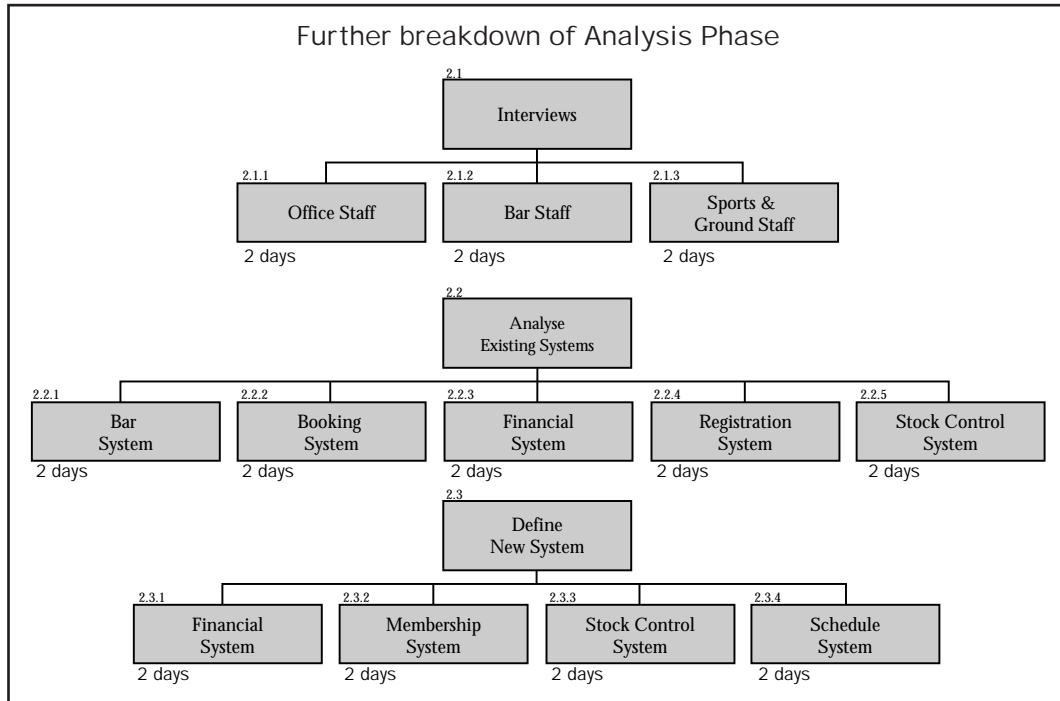 Further breakdown of Analysis Phase
2.1
Interviews
2.1.1
Office Staff
2 days
2.1.2
Bar Staff
2 days
2.1.3
Sports &
Ground Staff
2 days
2.2
Analyse
Existing Systems
2.2.1
Bar
System
2 days
2.2.2
Booking
System
2 days
2.2.3
Financial
System
2 days
2.2.4
Registration
System
2 days
2.2.5
Stock Control
System
2 days
2.3
Define
New System
2.3.1
Financial
System
2 days
2.3.2
Membership
System
2 days
2.3.3
Stock Control
System
2 days
2.3.4
Schedule
System
2 days